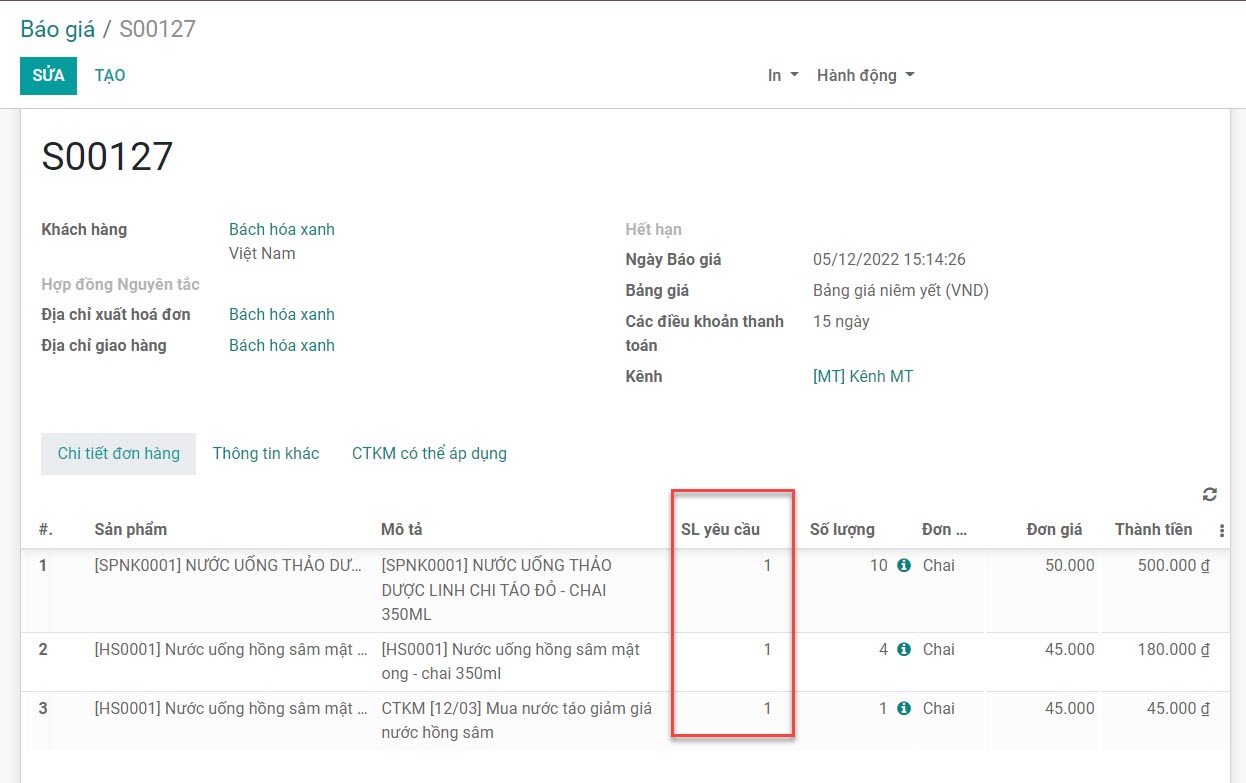 Báo giá / S00127
SỬA TẠO In Hành động
S00127
Khách hàng Bách hóa xanh Hết hạn
Việt Nam
Ngày Báo giá 05/12/2022 15:14:26
Hợp đồng Nguyên tắc Bảng giá Bảng giá niêm yết (VND)
Địa chỉ xuất hoá đơn Bách hóa xanh Các điều khoản thanh 15 ngày
Địa chỉ giao hàng Bách hóa xanh toán
Kênh [MT] Kênh MT
Chi tiết đơn hàng Thông tin khác CTKM có thể áp dụng
#. Sản phẩm Mô tả SL yêu cầu Số lượng Đơn ... Đơn giá Thành tiền
1 [SPNK0001] NƯỚC UỐNG THẢO DƯ... [SPNK0001] NƯỚC UỐNG THẢO 1 10 Chai 50.000 500.000 ₫
DƯỢC LINH CHI TÁO ĐỎ - CHAI
350ML
2 [HS0001] Nước uống hồng sâm mật ... [HS0001] Nước uống hồng sâm mật 1 4 Chai 45.000 180.000 ₫
ong - chai 350ml
3 [HS0001] Nước uống hồng sâm mật ... CTKM [12/03] Mua nước táo giảm giá 1 1 Chai 45.000 45.000 ₫
nước hồng sâm